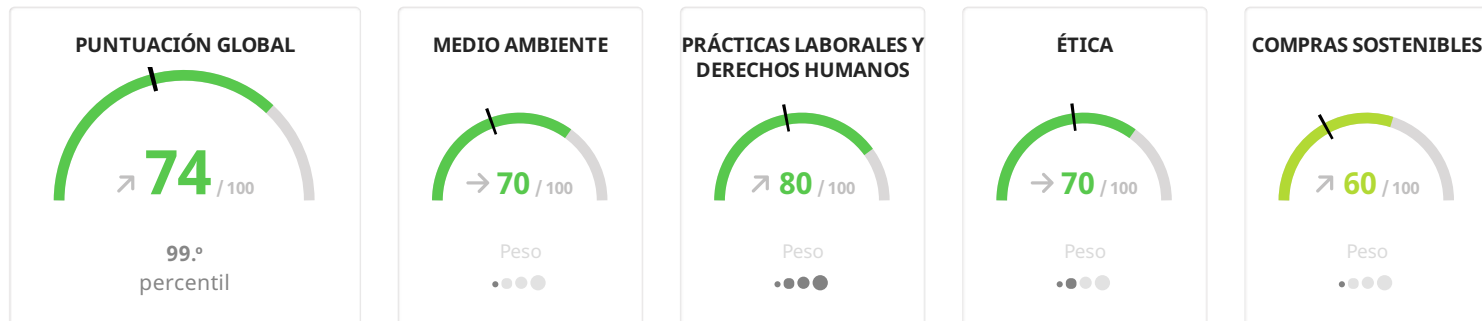 PUNTUACIÓN GLOBAL
74 / 100
99.º
percentil
MEDIO AMBIENTE
70 / 100
Peso
PRÁCTICAS LABORALES Y
DERECHOS HUMANOS
80 / 100
Peso
ÉTICA
70 / 100
Peso
COMPRAS SOSTENIBLES
60 / 100
Peso